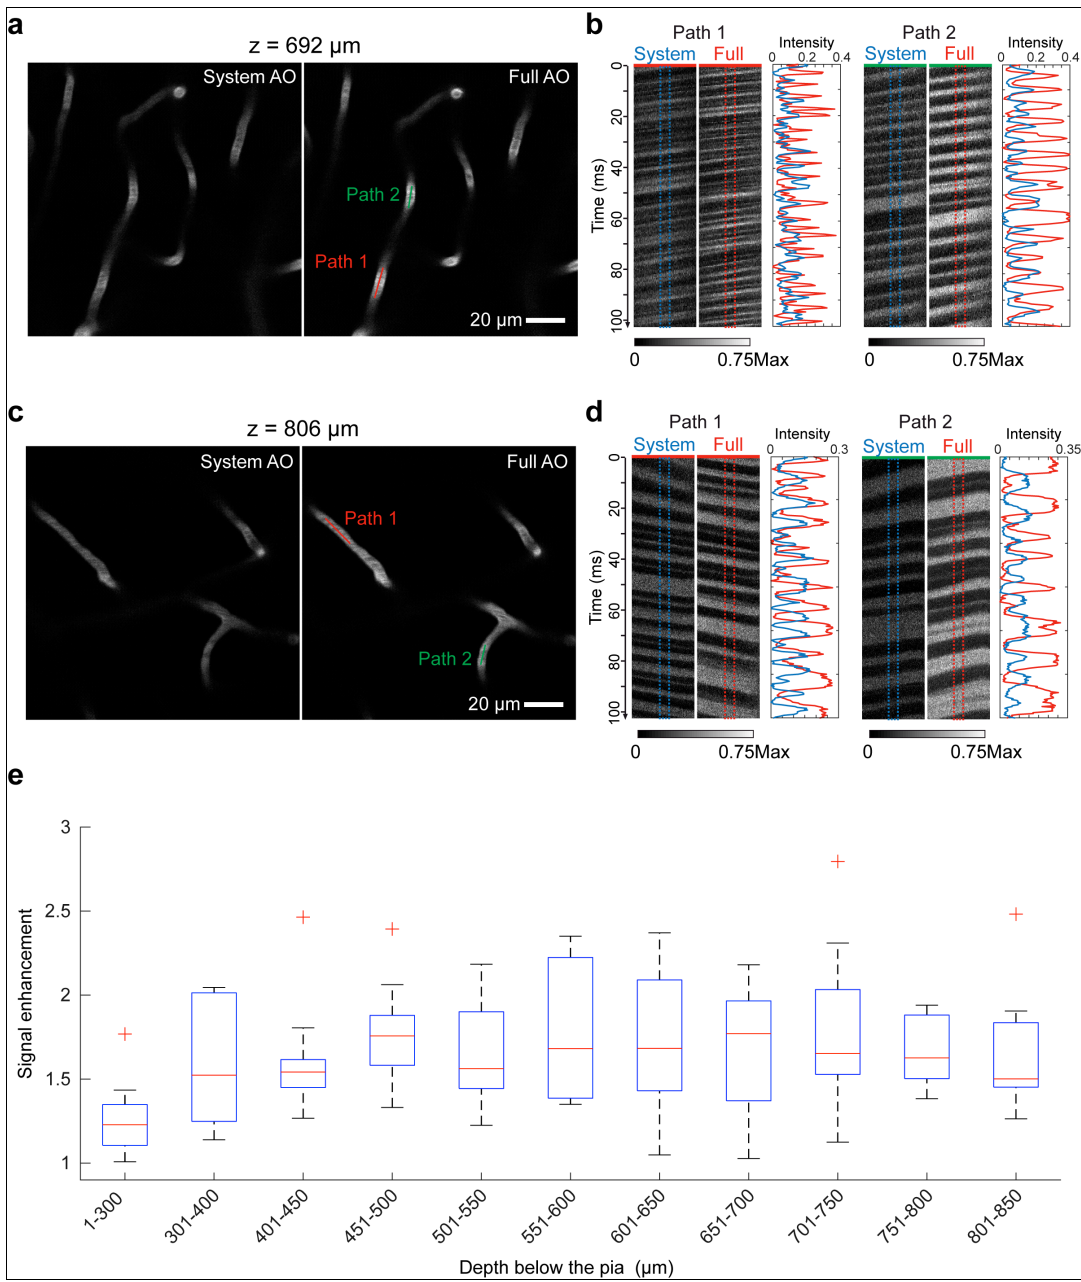 a
z = 692 µm
System AO
Full AO
Path 2
Path 1
20 µm
b
Path 1
System Full
Intensity
0 0.2 0.4
Path 2
System Full
Intensity
0 0.2 0.4
0
20
40
60
80
100
Time (ms)
0 0.75Max
0 0.75Max
c
z = 806 µm
System AO
Full AO
Path 1
Path 2
20 µm
d
Path 1
System Full
Intensity
0 0.3
Path 2
System Full
Intensity
0 0.35
0
20
40
60
80
100
Time (ms)
0 0.75Max
0 0.75Max
e
Signal enhancement
3
2.5
2
1.5
1
1-300 301-400 401-450 451-500 501-550 551-600 601-650 651-700 701-750 751-800 801-850
Depth below the pia (µm)